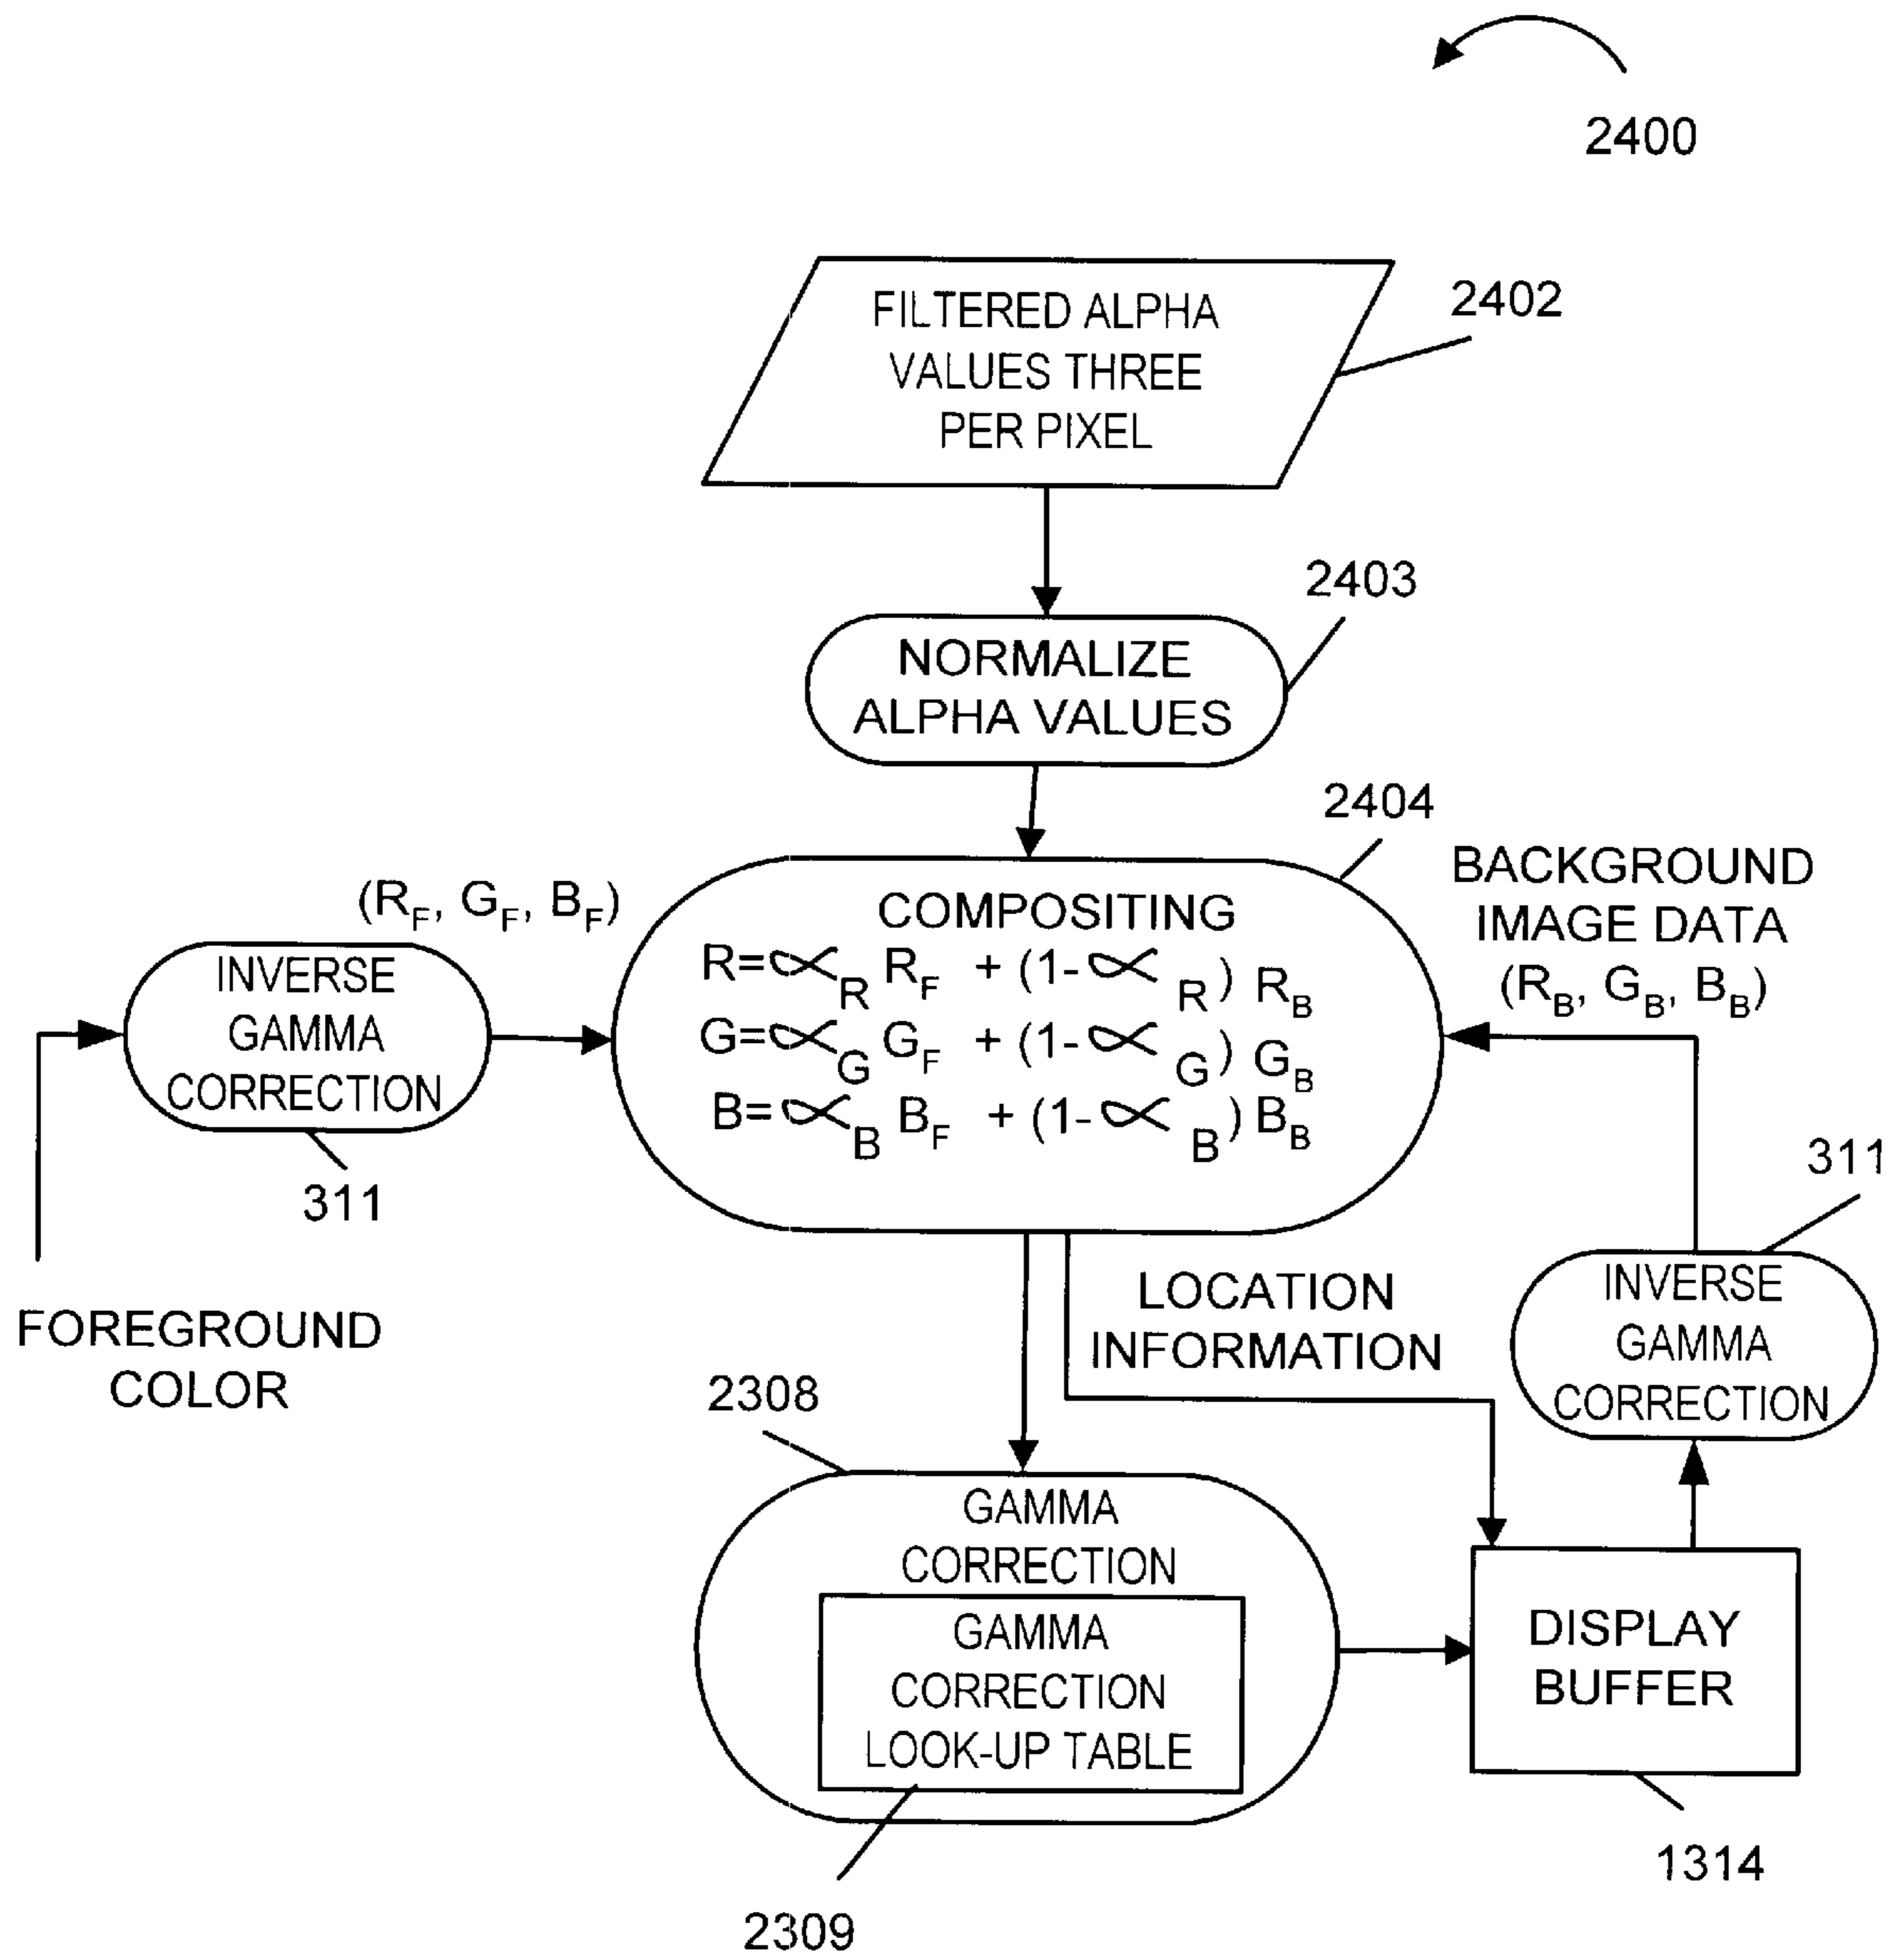 2400
FILTERED ALPHA
VALUES THREE
PER PIXEL
2402
NORMALIZE
ALPHA VALUES
2403
2404
(R_F, G_F, B_F)
INVERSE
GAMMA
CORRECTION
311
FOREGROUND
COLOR
COMPOSITING
R=∝_R R_F + (1-∝_R) R_B
G=∝_G G_F + (1-∝_G) G_B
B=∝_B B_F + (1-∝_B) B_B
BACKGROUND
IMAGE DATA
(R_B, G_B, B_B)
311
INVERSE
GAMMA
CORRECTION
LOCATION
INFORMATION
2308
GAMMA
CORRECTION
GAMMA
CORRECTION
LOOK-UP TABLE
2309
DISPLAY
BUFFER
1314